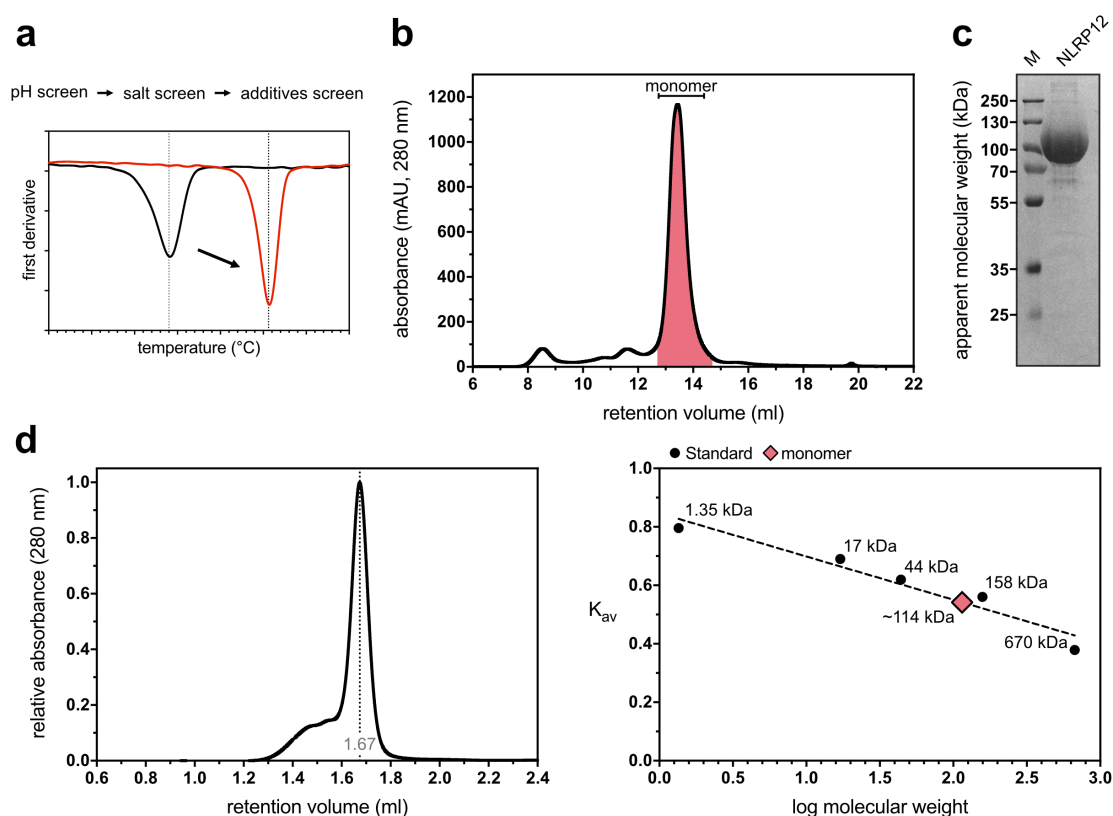 a
pH screen → salt screen → additives screen
first derivative
temperature (°C)
b
monomer
absorbance (mAU, 280 nm)
1200
1000
800
600
400
200
0
6 8 10 12 14 16 18 20 22
retention volume (ml)
c
M NLRP12
apparent molecular weight (kDa)
250
130
100
70
55
35
25
d
relative absorbance (280 nm)
1.0
0.8
0.6
0.4
0.2
0.0
1.67
0.6 0.8 1.0 1.2 1.4 1.6 1.8 2.0 2.2 2.4
retention volume (ml)
Standard monomer
Kav
1.0
0.8
0.6
0.4
0.2
0.0
1.35 kDa
17 kDa
44 kDa
158 kDa
~114 kDa
670 kDa
0.0 0.5 1.0 1.5 2.0 2.5 3.0
log molecular weight